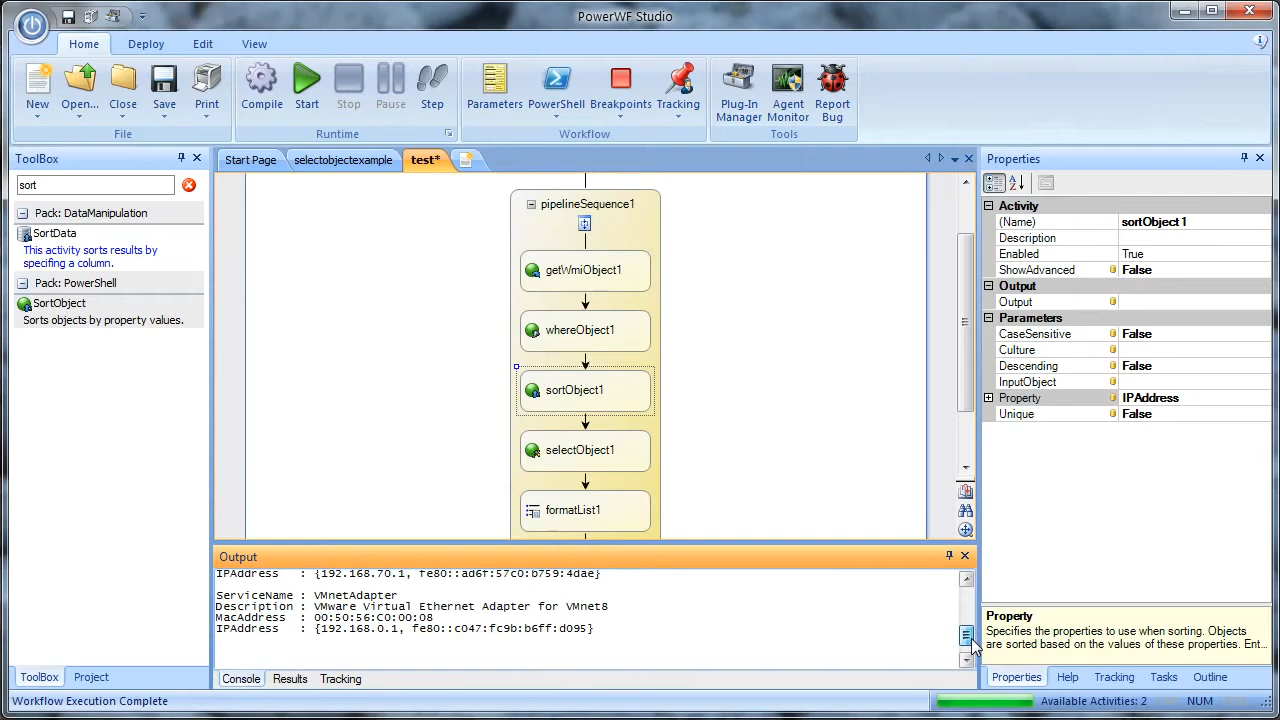 PowerWF Studio
Home
Deploy
Edit
View
New
Open...
Close
Save
Print
Compile
Start
Stop
Pause
Step
Parameters
PowerShell
Breakpoints
Tracking
Plug-In Manager
Agent Monitor
Report Bug
File
Runtime
Workflow
Tools
ToolBox
sort
Pack: DataManipulation
SortData
This activity sorts results by
specifing a column.
Pack: PowerShell
SortObject
Sorts objects by property values.
ToolBox
Project
Start Page
selectobjectexample
test*
pipelineSequence1
getWmiObject1
whereObject1
sortObject1
selectObject1
formatList1
Output
IPAddress : {192.168.70.1, fe80::ad6f:57c0:b759:4dae}
ServiceName : VMnetAdapter
Description : VMware Virtual Ethernet Adapter for VMnet8
MacAddress : 00:50:56:C0:00:08
IPAddress : {192.168.0.1, fe80::c047:fc9b:b6ff:d095}
Console
Results
Tracking
Properties
Activity
(Name) sortObject1
Description
Enabled True
ShowAdvanced False
Output
Output
Parameters
CaseSensitive False
Culture
Descending False
InputObject
Property IPAddress
Unique False
Property
Specifies the properties to use when sorting. Objects
are sorted based on the values of these properties. Ent...
Properties
Help
Tracking
Tasks
Outline
Workflow Execution Complete
Available Activities: 2
NUM